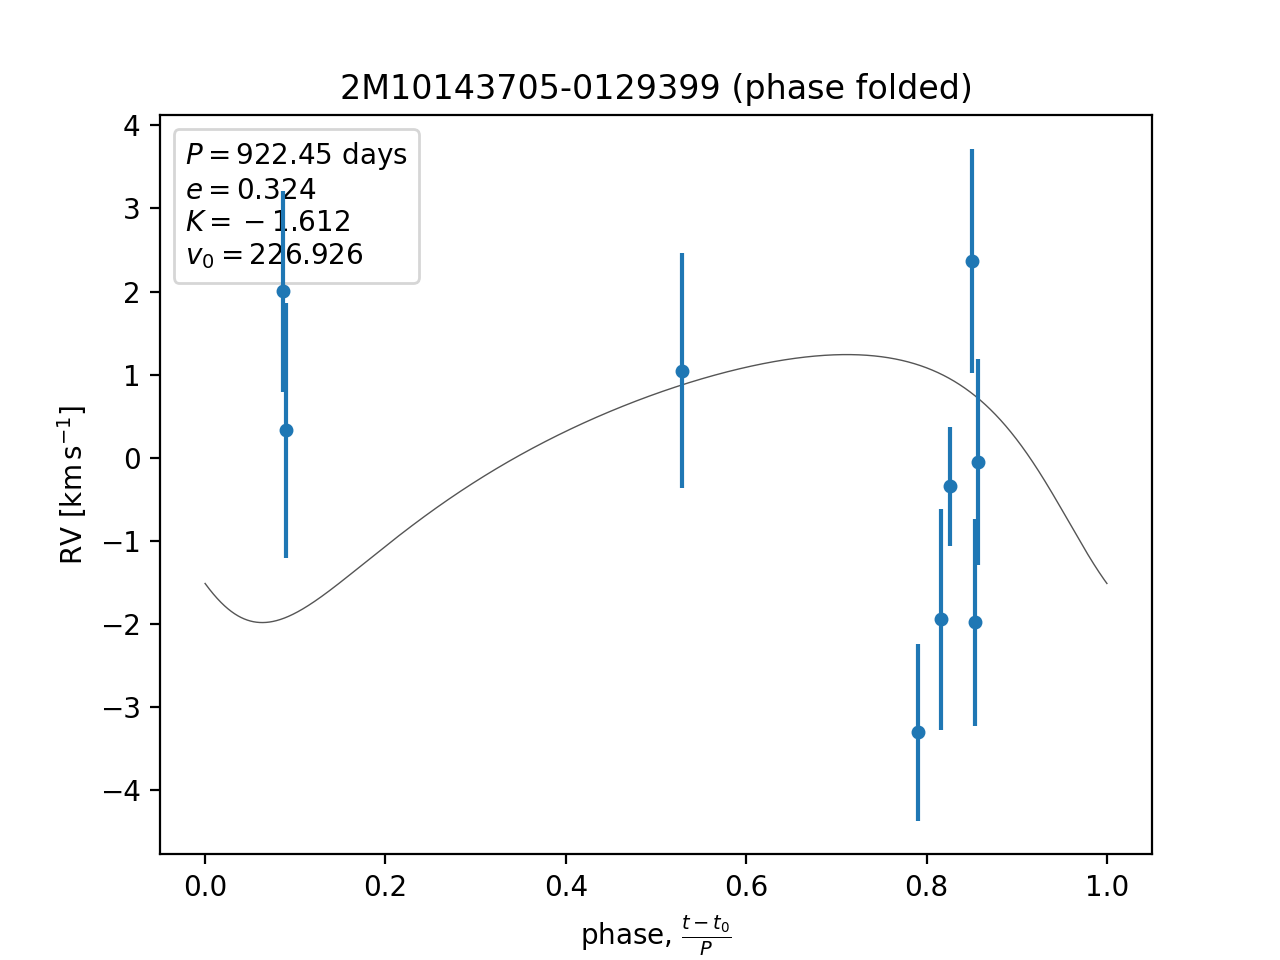 2M10143705-0129399 (phase folded)
P = 922.45 days
e = 0.324
K = −1.612
v₀ = 226.926
4
3
2
1
0
−1
−2
−3
−4
RV [km s⁻¹]
0.0 0.2 0.4 0.6 0.8 1.0
phase, (t − t₀)/P